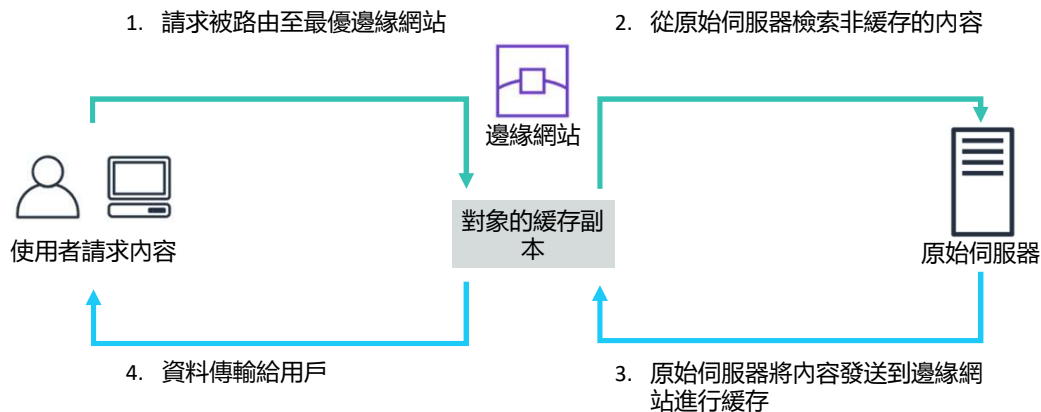 1. 請求被路由至最優邊緣網站
2. 從原始伺服器檢索非緩存的內容
邊緣網站
對象的緩存副
本
使用者請求內容
原始伺服器
4. 資料傳輸給用戶
3. 原始伺服器將內容發送到邊緣網
站進行緩存